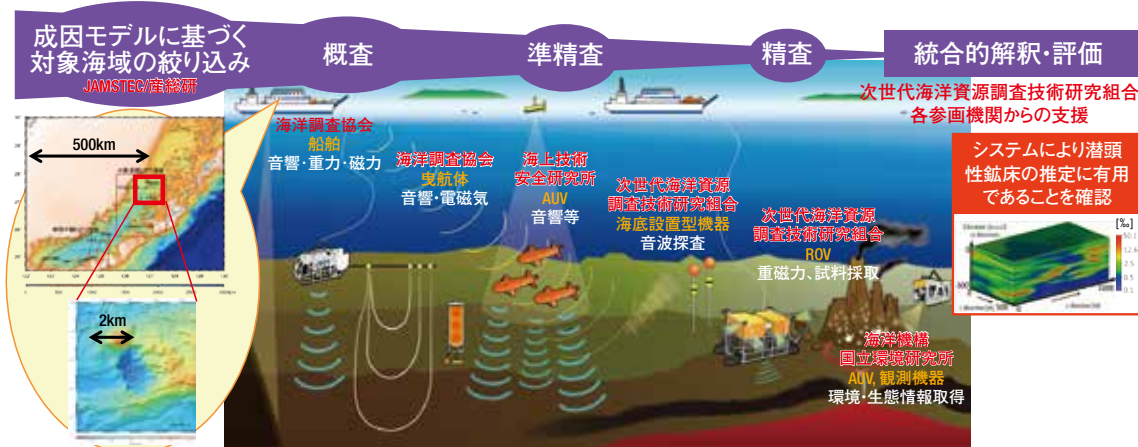 成因モデルに基づく
対象海域の絞り込み
JAMSTEC/産総研
概査
準精査
精査
統合的解釈・評価
次世代海洋資源調査技術研究組合
各参画機関からの支援
500km
2km
海洋調査協会
船舶
音響・重力・磁力
海洋調査協会
曳航体
音響・電磁気
海上技術
安全研究所
AUV
音響等
次世代海洋資源
調査技術研究組合
海底設置型機器
音波探査
次世代海洋資源
調査技術研究組合
ROV
重磁力、試料採取
海洋機構
国立環境研究所
AUV, 観測機器
環境・生態情報取得
システムにより潜頭
性鉱床の推定に有用
であることを確認
[‰]
50.1
12.6
2.5
0.5
0.1